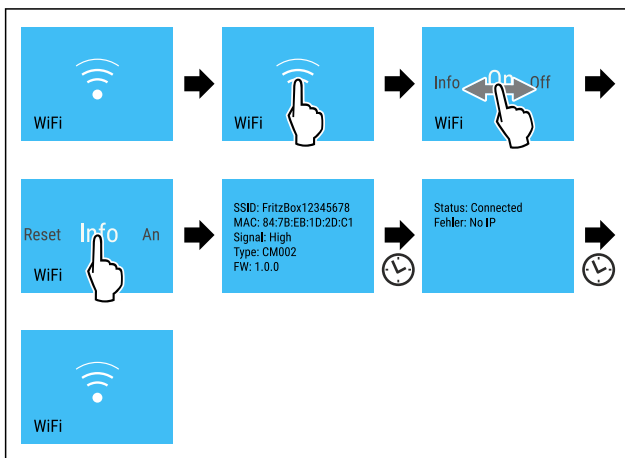 WiFi
WiFi
Info On Off
WiFi
Reset Info An
WiFi
SSID: FritzBox12345678
MAC: 84:7B:EB:1D:2D:C1
Signal: High
Type: CM002
FW: 1.0.0
Status: Connected
Fehler: No IP
WiFi